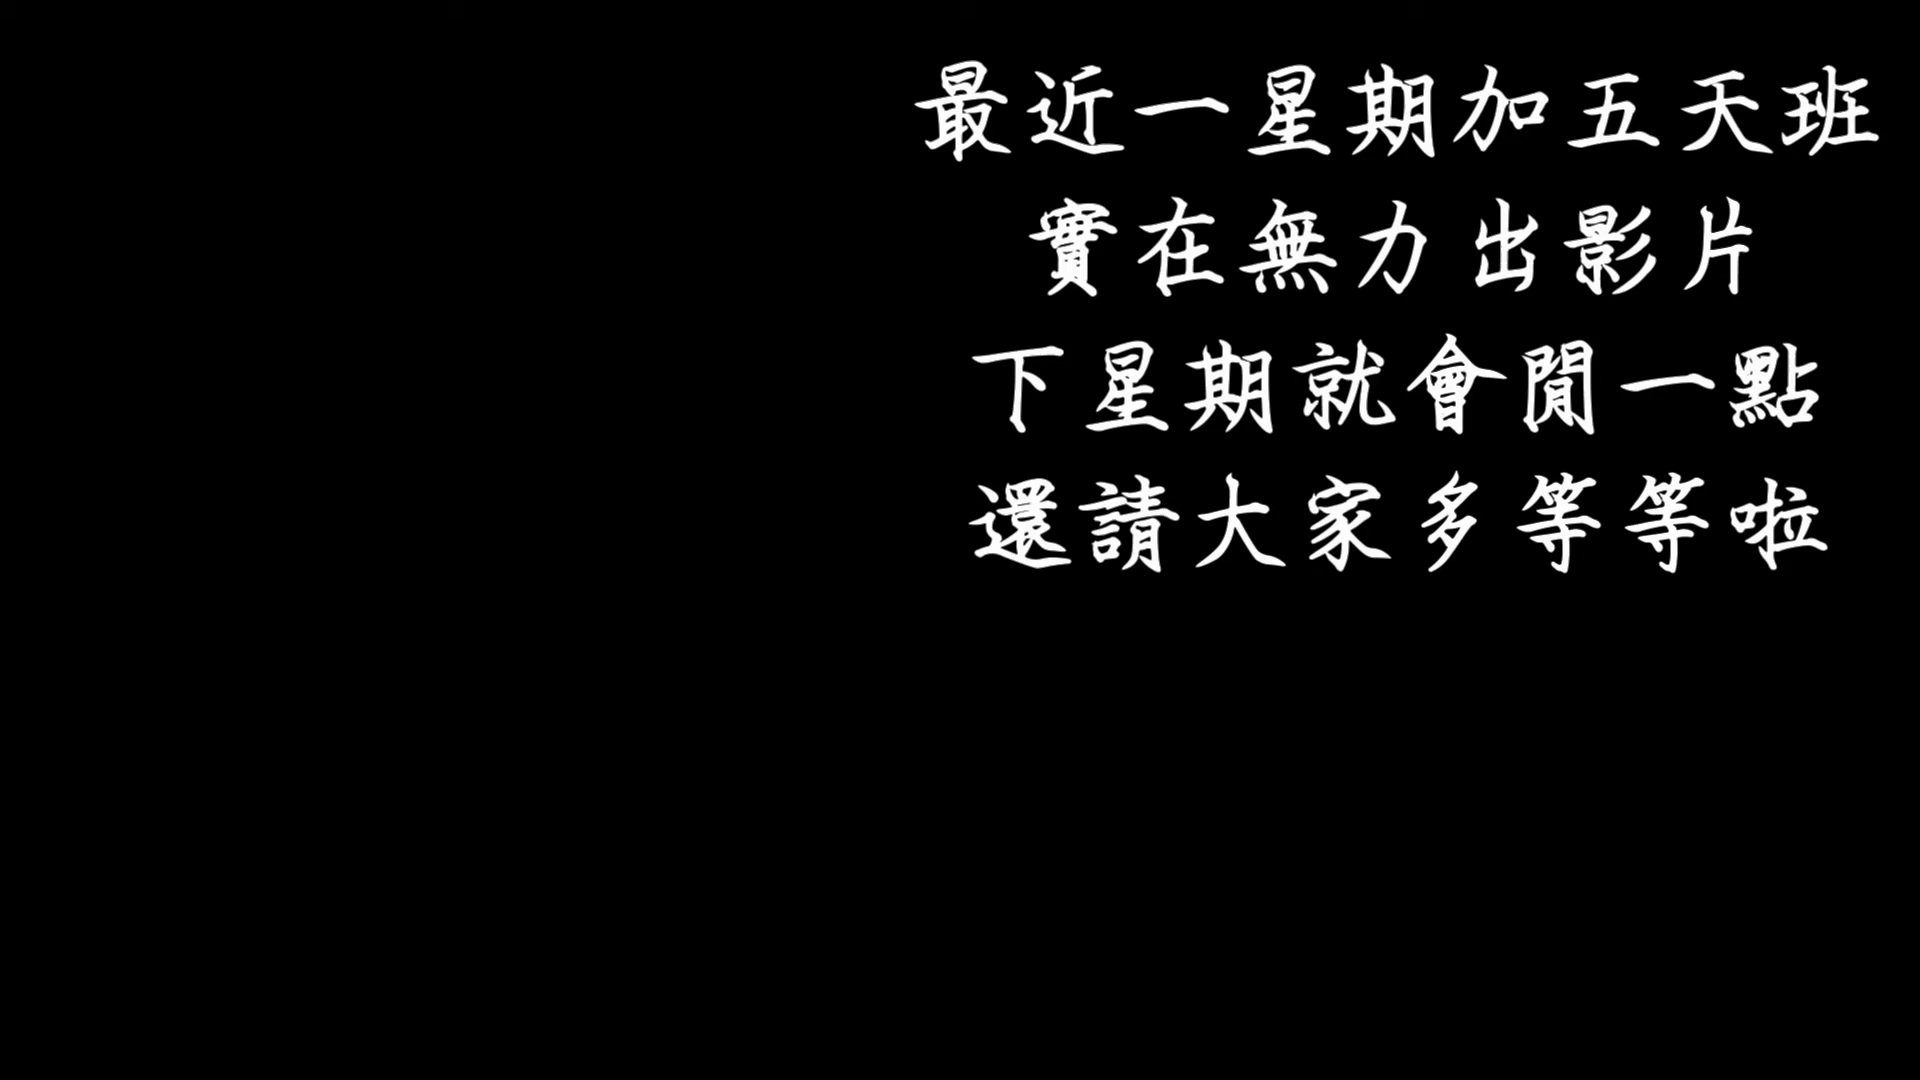 最近一星期加五天班
實在無力出影片
下星期就會閒一點
還請大家多等等啦